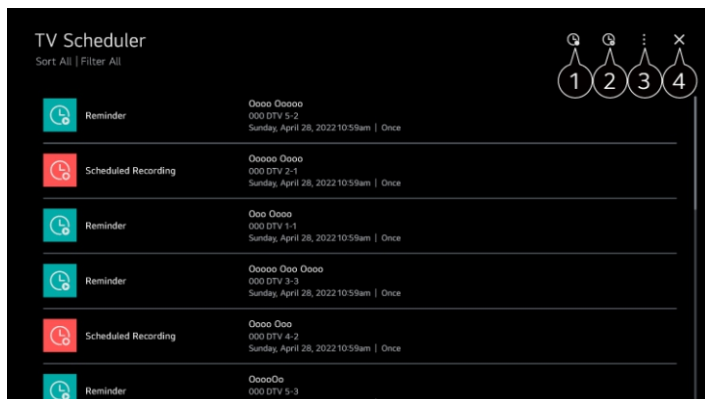 TV Scheduler
Sort All | Filter All
1 2 3 4
Reminder
Oooo Ooooo
000 DTV 5-2
Sunday, April 28, 2022 10:59am | Once
Scheduled Recording
Ooooo Oooo
000 DTV 2-1
Sunday, April 28, 2022 10:59am | Once
Reminder
Ooo Oooo
000 DTV 1-1
Sunday, April 28, 2022 10:59am | Once
Reminder
Ooooo Ooo Oooo
000 DTV 3-3
Sunday, April 28, 2022 10:59am | Once
Scheduled Recording
Oooo Ooo
000 DTV 4-2
Sunday, April 28, 2022 10:59am | Once
Reminder
OoooOo
000 DTV 5-3